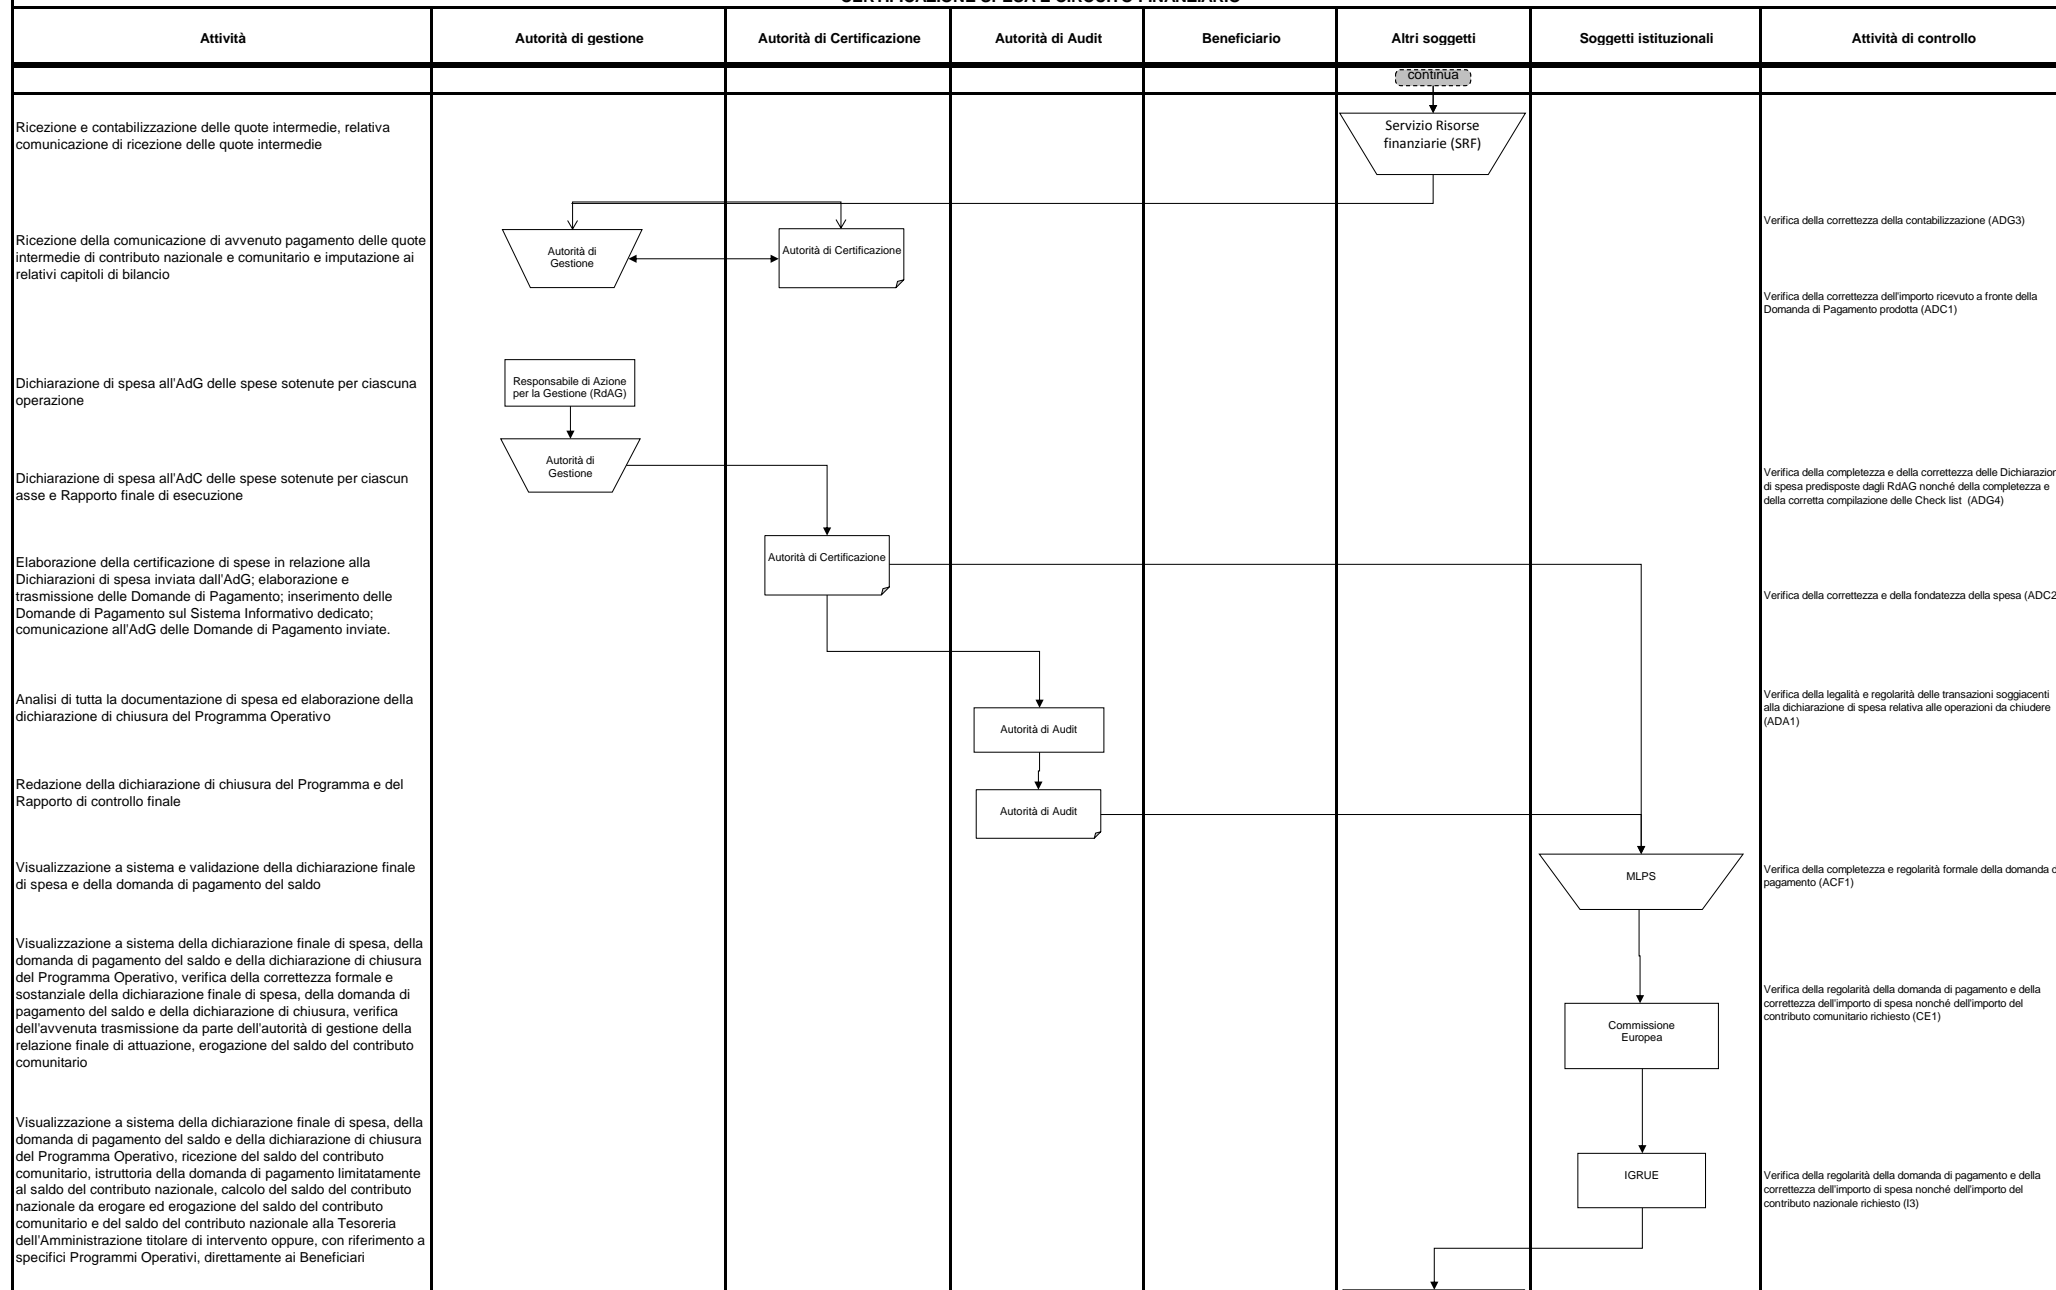 Attività
Autorità di gestione
Autorità di Certificazione
Autorità di Audit
Beneficiario
Altri soggetti
Soggetti istituzionali
Attività di controllo
continua
Ricezione e contabilizzazione delle quote intermedie, relativa
comunicazione di ricezione delle quote intermedie
Servizio Risorse
finanziarie (SRF)
Ricezione della comunicazione di avvenuto pagamento delle quote
intermedie di contributo nazionale e comunitario e imputazione ai
relativi capitoli di bilancio
Autorità di
Gestione
Autorità di Certificazione
Verifica della correttezza della contabilizzazione (ADG3)
Verifica della correttezza dell'importo ricevuto a fronte della
Domanda di Pagamento prodotta (ADC1)
Dichiarazione di spesa all'AdG delle spese sotenute per ciascuna
operazione
Responsabile di Azione
per la Gestione (RdAG)
Dichiarazione di spesa all'AdC delle spese sotenute per ciascun
asse e Rapporto finale di esecuzione
Autorità di
Gestione
Verifica della completezza e della correttezza delle Dichiarazion
di spesa predisposte dagli RdAG nonché della completezza e
della corretta compilazione delle Check list  (ADG4)
Elaborazione della certificazione di spese in relazione alla
Dichiarazioni di spesa inviata dall'AdG; elaborazione e
trasmissione delle Domande di Pagamento; inserimento delle
Domande di Pagamento sul Sistema Informativo dedicato;
comunicazione all'AdG delle Domande di Pagamento inviate.
Autorità di Certificazione
Verifica della correttezza e della fondatezza della spesa (ADC2
Analisi di tutta la documentazione di spesa ed elaborazione della
dichiarazione di chiusura del Programma Operativo
Autorità di Audit
Verifica della legalità e regolarità delle transazioni soggiacenti
alla dichiarazione di spesa relativa alle operazioni da chiudere
(ADA1)
Redazione della dichiarazione di chiusura del Programma e del
Rapporto di controllo finale
Autorità di Audit
Visualizzazione a sistema e validazione della dichiarazione finale
di spesa e della domanda di pagamento del saldo
MLPS
Verifica della completezza e regolarità formale della domanda d
pagamento (ACF1)
Visualizzazione a sistema della dichiarazione finale di spesa, della
domanda di pagamento del saldo e della dichiarazione di chiusura
del Programma Operativo, verifica della correttezza formale e
sostanziale della dichiarazione finale di spesa, della domanda di
pagamento del saldo e della dichiarazione di chiusura, verifica
dell'avvenuta trasmissione da parte dell'autorità di gestione della
relazione finale di attuazione, erogazione del saldo del contributo
comunitario
Commissione
Europea
Verifica della regolarità della domanda di pagamento e della
correttezza dell'importo di spesa nonché dell'importo del
contributo comunitario richiesto (CE1)
Visualizzazione a sistema della dichiarazione finale di spesa, della
domanda di pagamento del saldo e della dichiarazione di chiusura
del Programma Operativo, ricezione del saldo del contributo
comunitario, istruttoria della domanda di pagamento limitatamente
al saldo del contributo nazionale, calcolo del saldo del contributo
nazionale da erogare ed erogazione del saldo del contributo
comunitario e del saldo del contributo nazionale alla Tesoreria
dell'Amministrazione titolare di intervento oppure, con riferimento a
specifici Programmi Operativi, direttamente ai Beneficiari
IGRUE
Verifica della regolarità della domanda di pagamento e della
correttezza dell'importo di spesa nonché dell'importo del
contributo nazionale richiesto (I3)